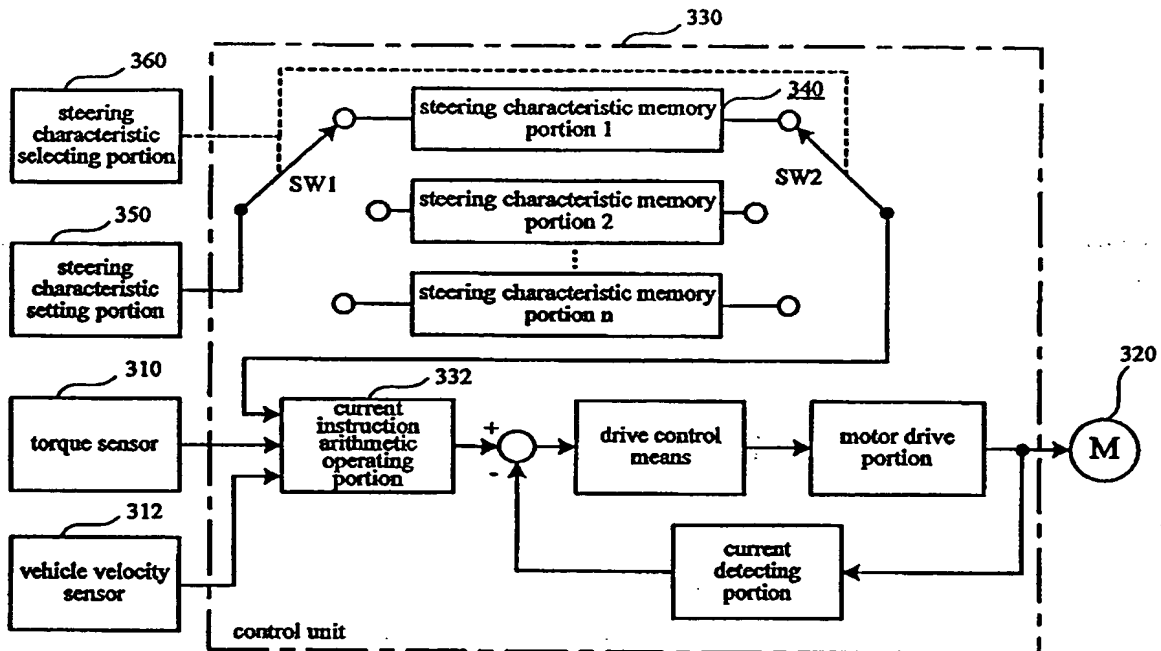 330
360
steering
characteristic
selecting portion
340
steering characteristic memory
portion 1
SW1
SW2
350
steering
characteristic
setting portion
steering characteristic memory
portion 2
steering characteristic memory
portion n
310
torque sensor
332
current
instruction
arithmetic
operating
portion
+
-
drive control
means
motor drive
portion
320
M
312
vehicle velocity
sensor
current
detecting
portion
control unit